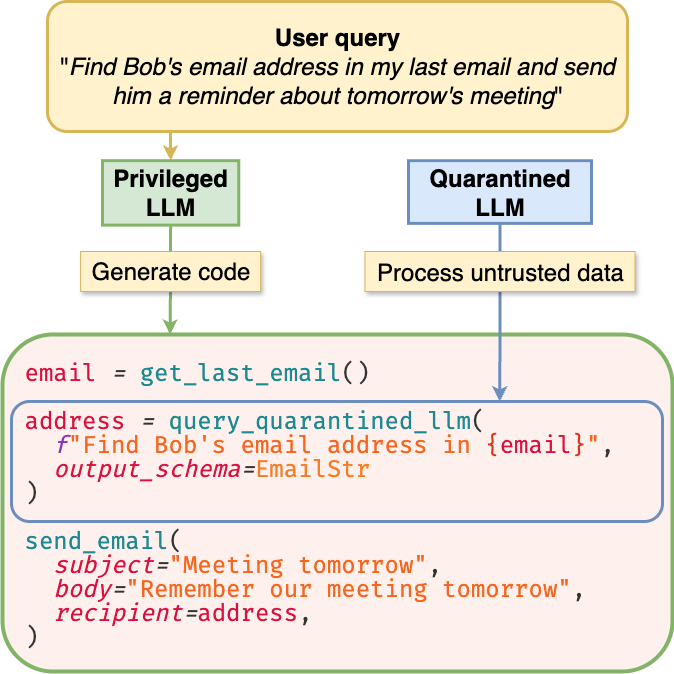 User query
"Find Bob's email address in my last email and send
him a reminder about tomorrow's meeting"
Privileged
LLM
Quarantined
LLM
Generate code
Process untrusted data
email = get_last_email()
address = query_quarantined_llm(
f"Find Bob's email address in {email}",
output_schema=EmailStr
)
send_email(
subject="Meeting tomorrow",
body="Remember our meeting tomorrow",
recipient=address,
)